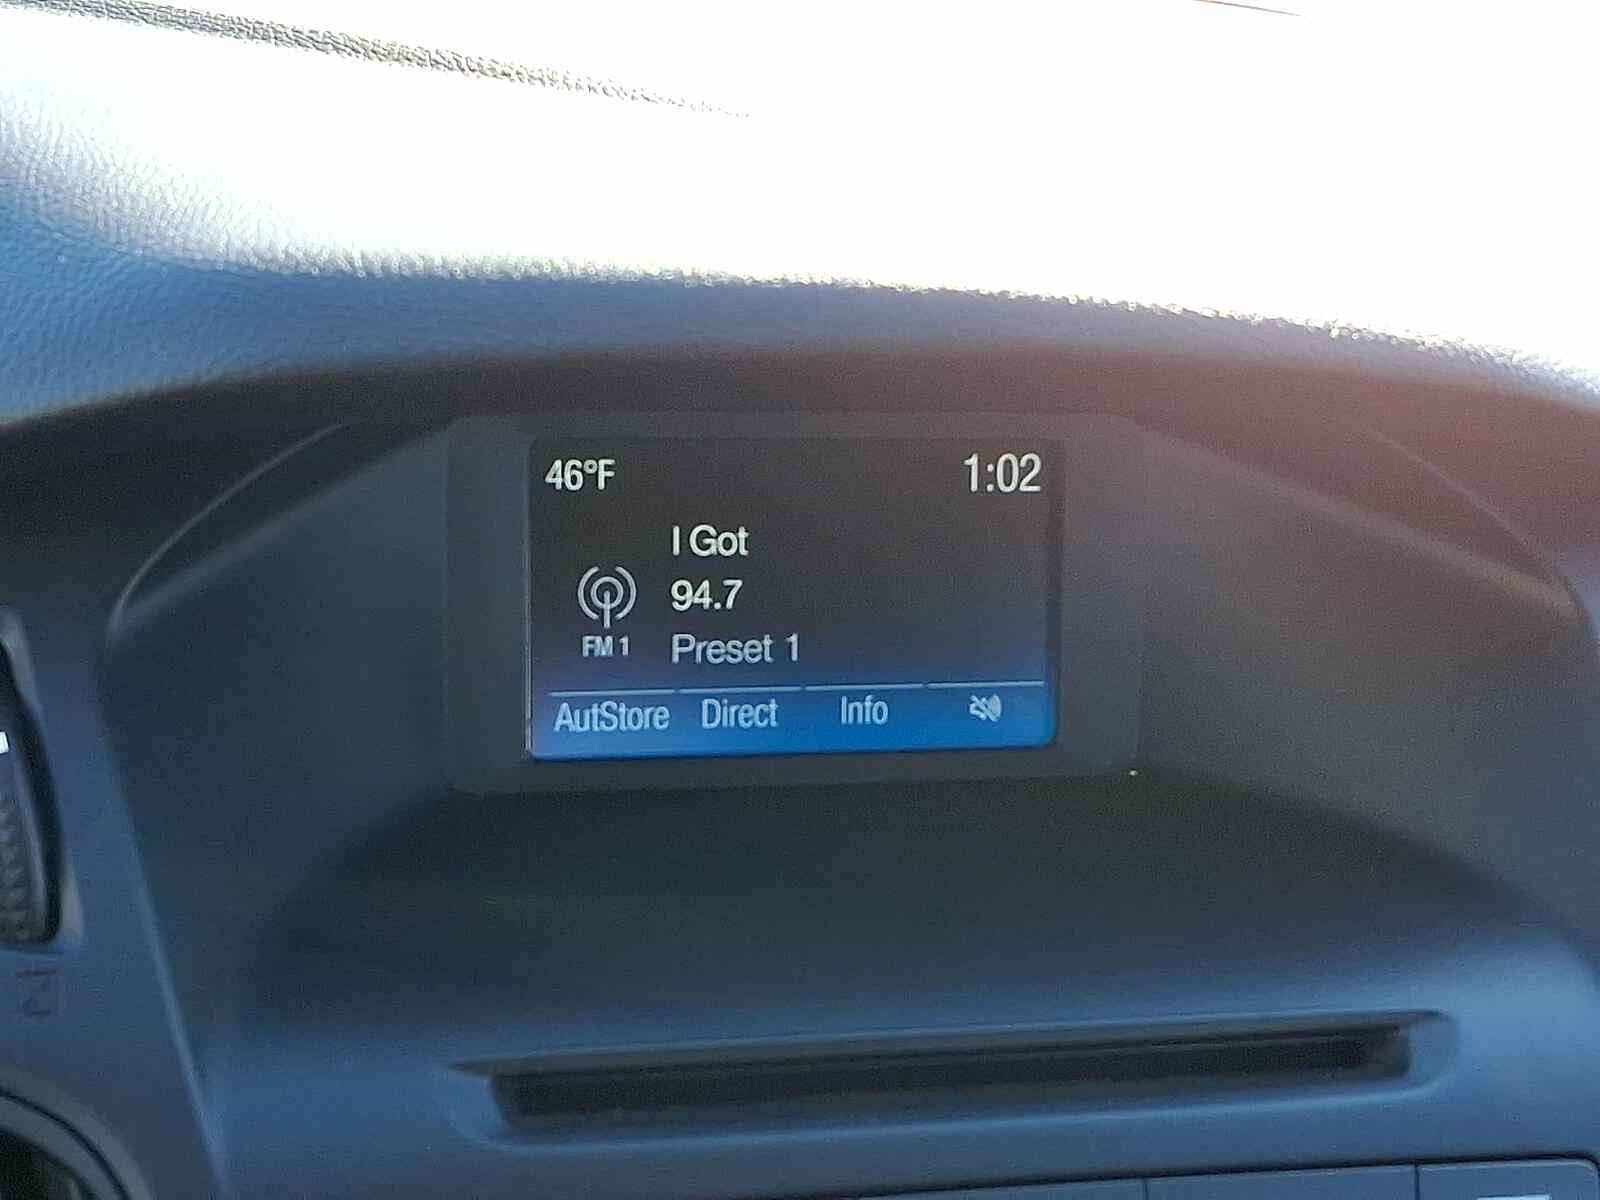 46°F 1:02
I Got
94.7
FM 1 Preset 1
AutStore Direct Info